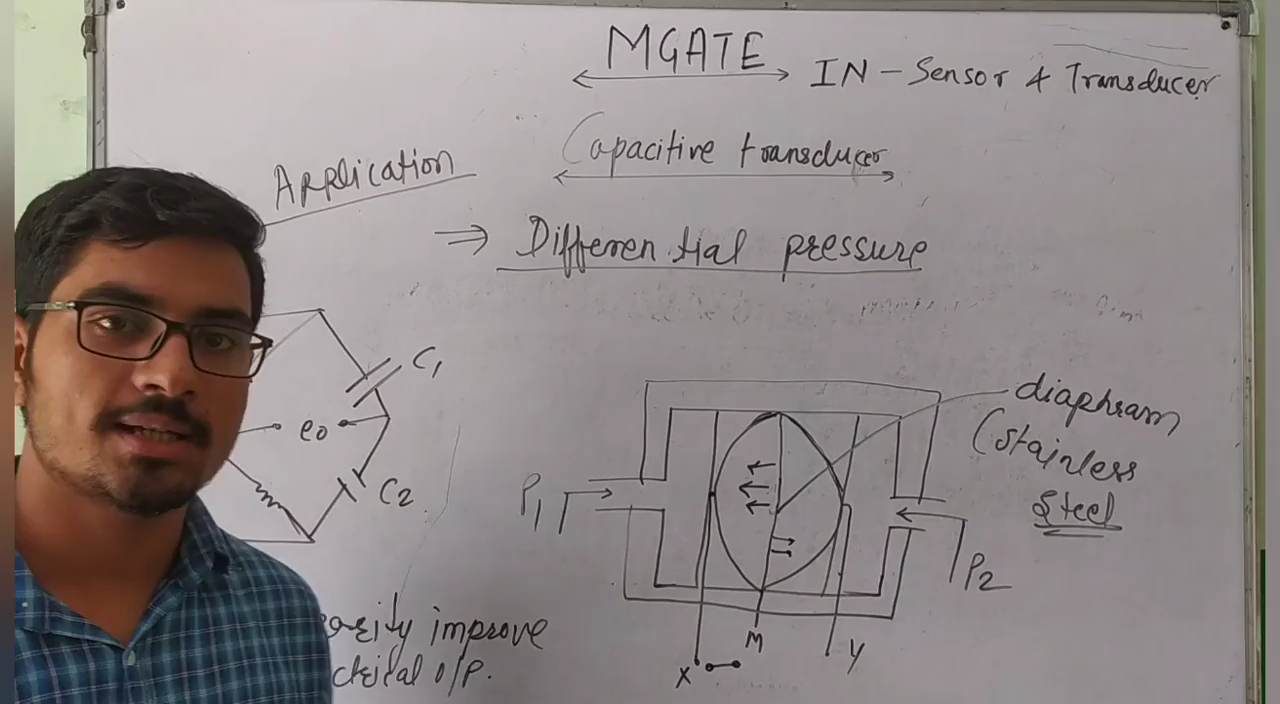 MGATE
IN - Sensor & Transducer
Capacitive transducer
Application
⇒ Differential pressure
C1
e0
C2
diaphram
(stainless
steel
P1
P2
M
X
y
improve
O/P.